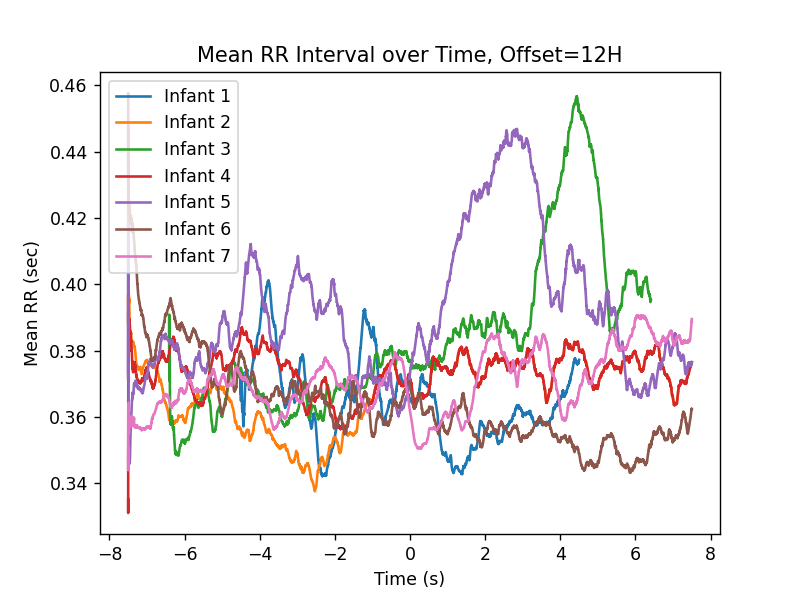 Mean RR Interval over Time, Offset=12H
Mean RR (sec)
0.46
0.44
0.42
0.40
0.38
0.36
0.34
Infant 1
Infant 2
Infant 3
Infant 4
Infant 5
Infant 6
Infant 7
−8 −6 −4 −2 0 2 4 6 8
Time (s)